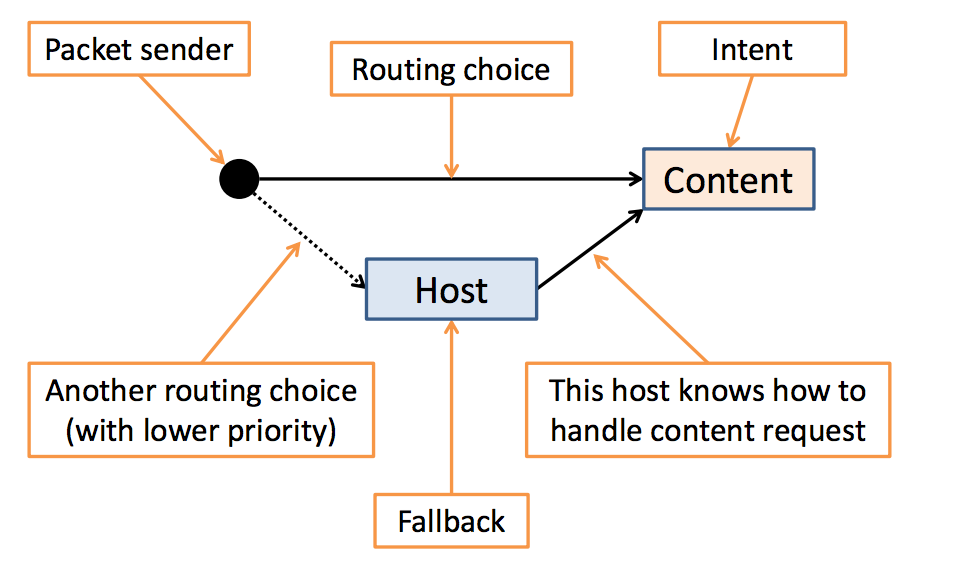 Packet sender
Routing choice
Intent
Content
Host
Another routing choice
(with lower priority)
This host knows how to
handle content request
Fallback